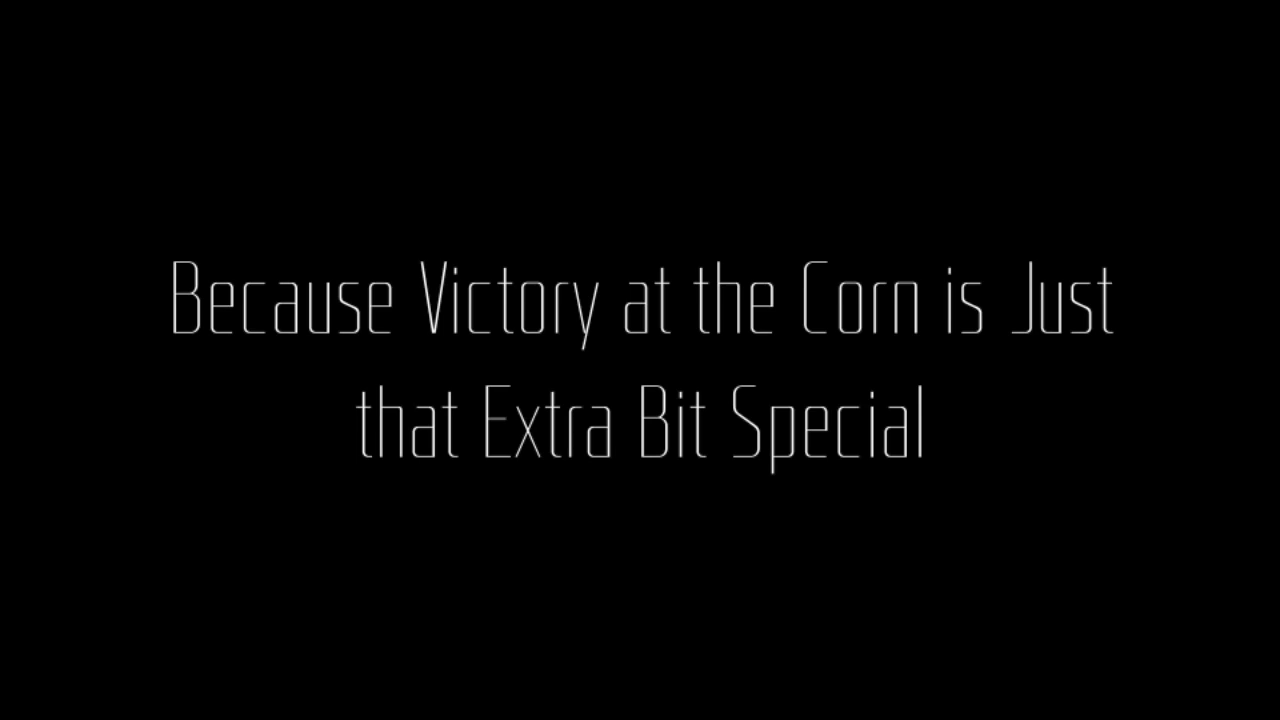 Because Victory at the Corn is Just
that Extra Bit Special